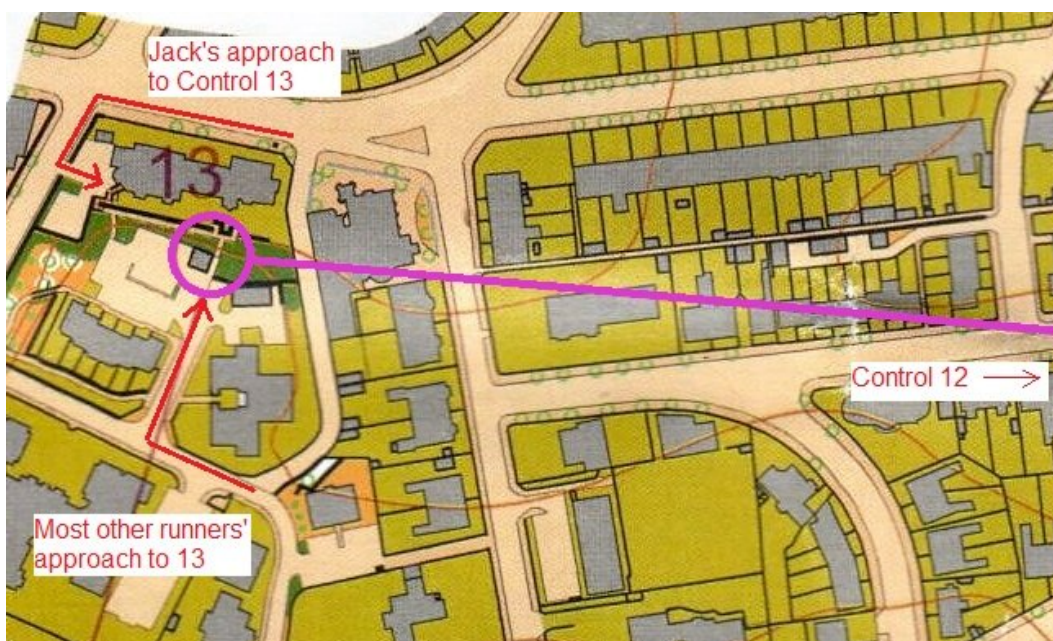 Jack's approach
to Control 13
13
Control 12
Most other runners'
approach to 13